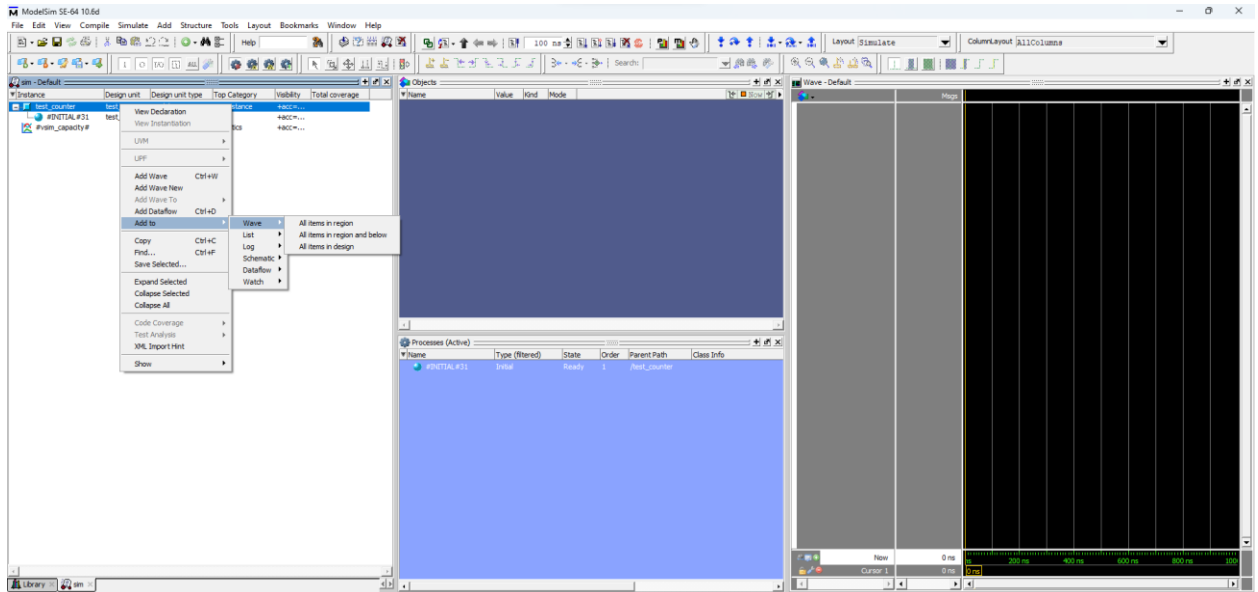 ModelSim SE-64 10.6d
File Edit View Compile Simulate Add Structure Tools Layout Bookmarks Window Help
Help
100 ns
Layout Simulate
ColumnLayout AllColumns
Search:
sim - Default
Instance Design unit Design unit type Top Category Visibility Total coverage
test_counter +acc=...
#INITIAL#31 +acc=...
#vsim_capacity# +acc=...
View Declaration
View Instantiation
UVM
UPF
Add Wave Ctrl+W
Add Wave New
Add Wave To
Add Dataflow Ctrl+D
Add to
Copy Ctrl+C
Find... Ctrl+F
Save Selected...
Expand Selected
Collapse Selected
Collapse All
Code Coverage
Test Analysis
XML Import Hint
Show
Wave
List
Log
Schematic
Dataflow
Watch
All items in region
All items in region and below
All items in design
Library
sim
Objects
Name Value Kind Mode
Now
Processes (Active)
Name Type (filtered) State Order Parent Path Class Info
#INITIAL#31 Initial Ready 1 /test_counter
Wave - Default
Msgs
Now 0 ns
Cursor 1 0 ns
ns 200 ns 400 ns 600 ns 800 ns 100
0 ns